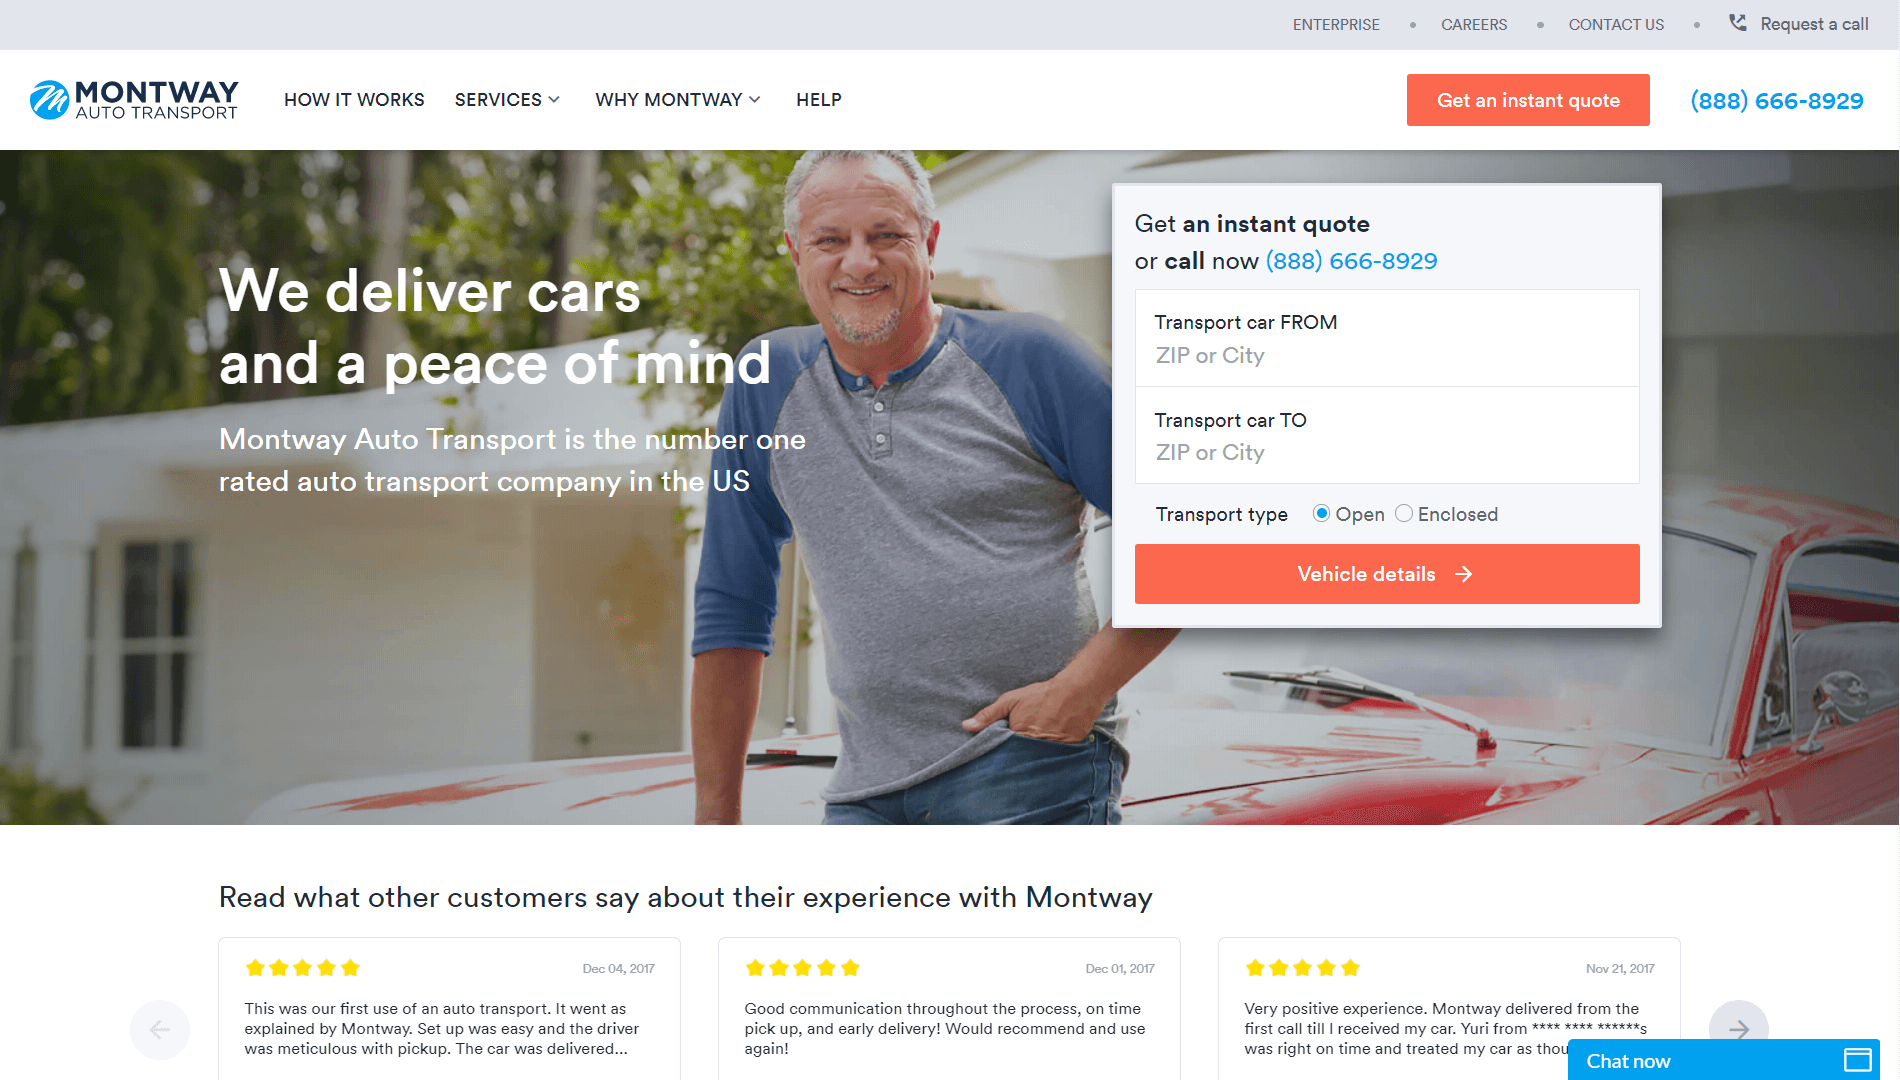 ENTERPRISE • CAREERS • CONTACT US • Request a call
MONTWAY
AUTO TRANSPORT
HOW IT WORKS SERVICES WHY MONTWAY HELP
Get an instant quote
(888) 666-8929
We deliver cars
and a peace of mind
Montway Auto Transport is the number one
rated auto transport company in the US
Get an instant quote
or call now (888) 666-8929
Transport car FROM
ZIP or City
Transport car TO
ZIP or City
Transport type Open Enclosed
Vehicle details →
Read what other customers say about their experience with Montway
Dec 04, 2017
This was our first use of an auto transport. It went as
explained by Montway. Set up was easy and the driver
was meticulous with pickup. The car was delivered...
Dec 01, 2017
Good communication throughout the process, on time
pick up, and early delivery! Would recommend and use
again!
Nov 21, 2017
Very positive experience. Montway delivered from the
first call till I received my car. Yuri from **** **** ******s
was right on time and treated my car as thou
Chat now